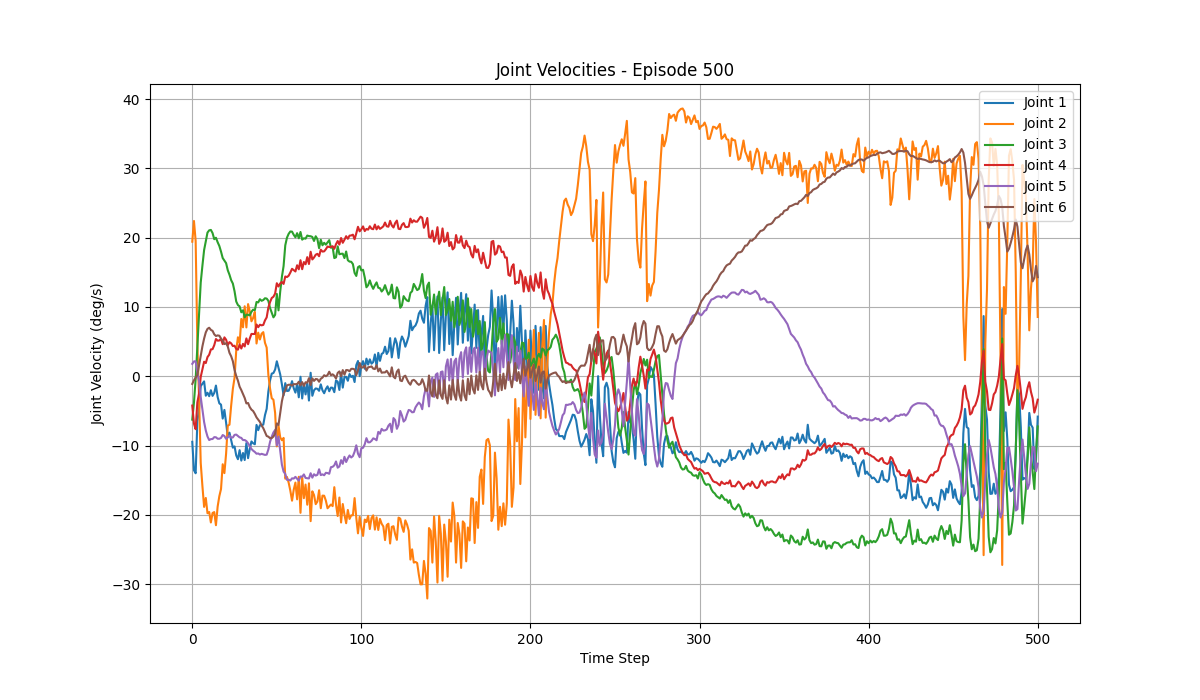 Joint Velocities - Episode 500
Joint Velocity (deg/s)
40
30
20
10
0
−10
−20
−30
Joint 1
Joint 2
Joint 3
Joint 4
Joint 5
Joint 6
0 100 200 300 400 500
Time Step